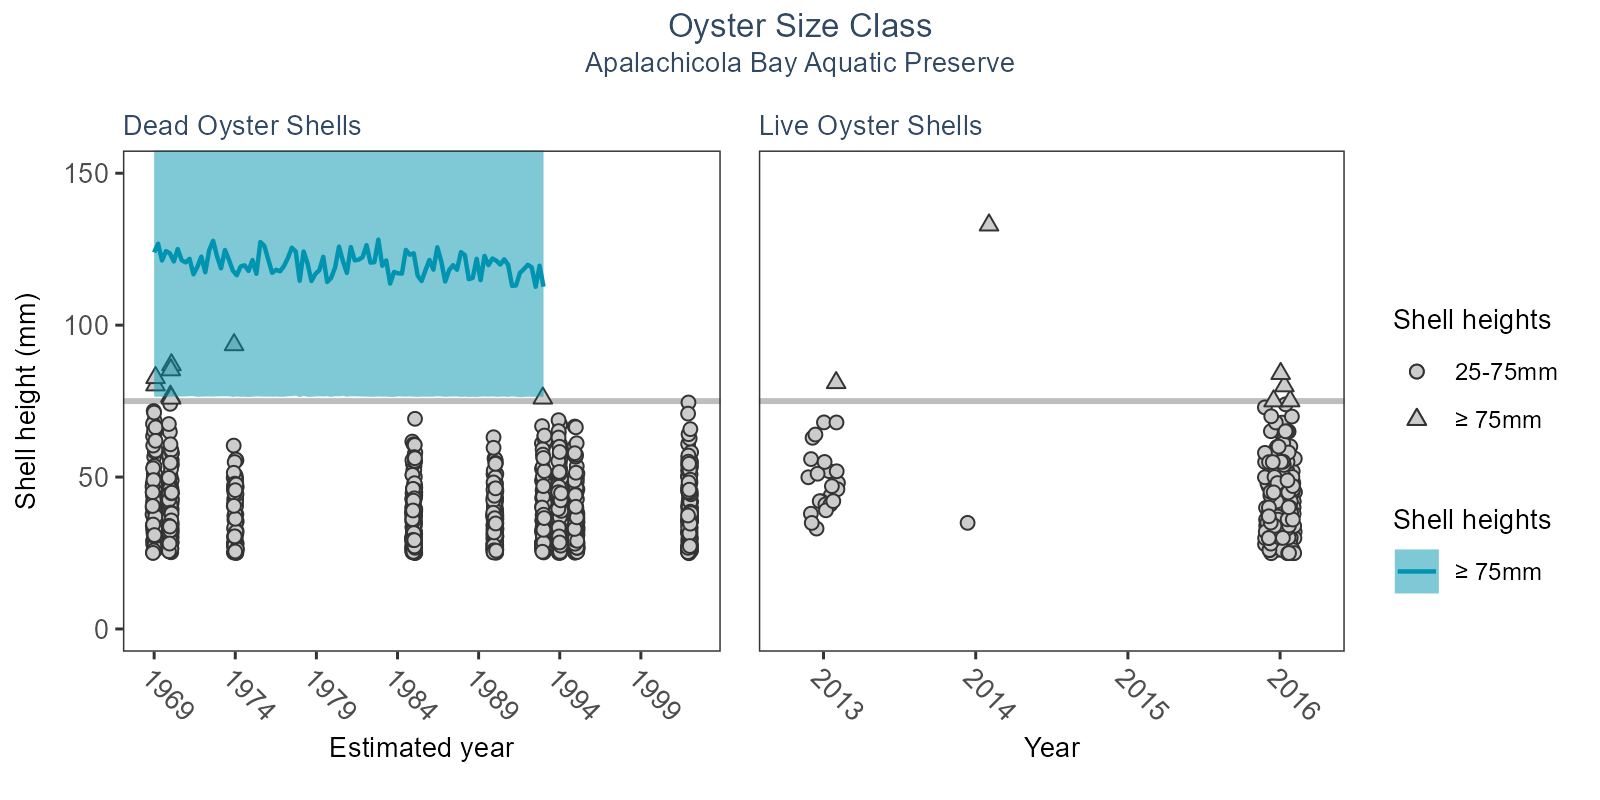 Oyster Size Class
Apalachicola Bay Aquatic Preserve
Dead Oyster Shells
Live Oyster Shells
Shell height (mm)
150
100
50
0
1969
1974
1979
1984
1989
1994
1999
Estimated year
2013
2014
2015
2016
Year
Shell heights
25-75mm
≥ 75mm
Shell heights
≥ 75mm